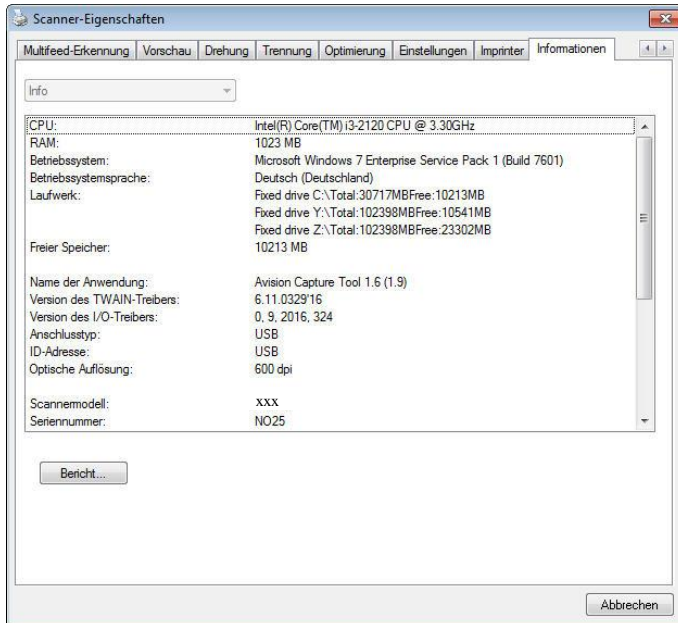 Scanner-Eigenschaften
Multifeed-Erkennung Vorschau Drehung Trennung Optimierung Einstellungen Imprinter Informationen
Info
CPU: Intel(R) Core(TM) i3-2120 CPU @ 3.30GHz
RAM: 1023 MB
Betriebssystem: Microsoft Windows 7 Enterprise Service Pack 1 (Build 7601)
Betriebssystemsprache: Deutsch (Deutschland)
Laufwerk: Fixed drive C:\Total:30717MBFree:10213MB
Fixed drive Y:\Total:102398MBFree:10541MB
Fixed drive Z:\Total:102398MBFree:23302MB
Freier Speicher: 10213 MB
Name der Anwendung: Avision Capture Tool 1.6 (1.9)
Version des TWAIN-Treibers: 6.11.0329'16
Version des I/O-Treibers: 0, 9, 2016, 324
Anschlusstyp: USB
ID-Adresse: USB
Optische Auflösung: 600 dpi
Scannermodell: xxx
Seriennummer: NO25
Bericht...
Abbrechen